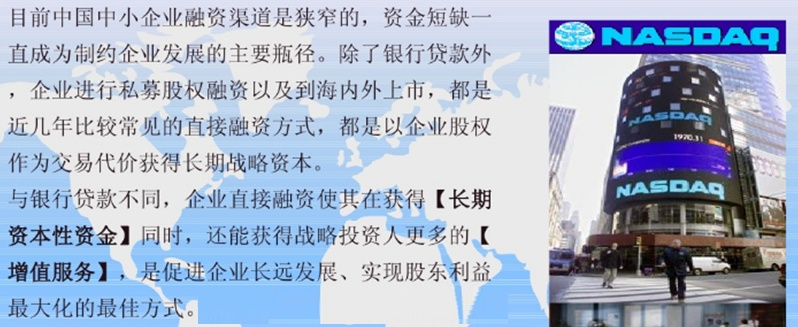 目前中国中小企业融资渠道是狭窄的，资金短缺一
直成为制约企业发展的主要瓶径。除了银行贷款外
，企业进行私募股权融资以及到海内外上市，都是
近几年比较常见的直接融资方式，都是以企业股权
作为交易代价获得长期战略资本。
与银行贷款不同，企业直接融资使其在获得【长期
资本性资金】同时，还能获得战略投资人更多的【
增值服务】，是促进企业长远发展、实现股东利益
最大化的最佳方式。
NASDAQ
NASDAQ
1970.31
NASDAQ